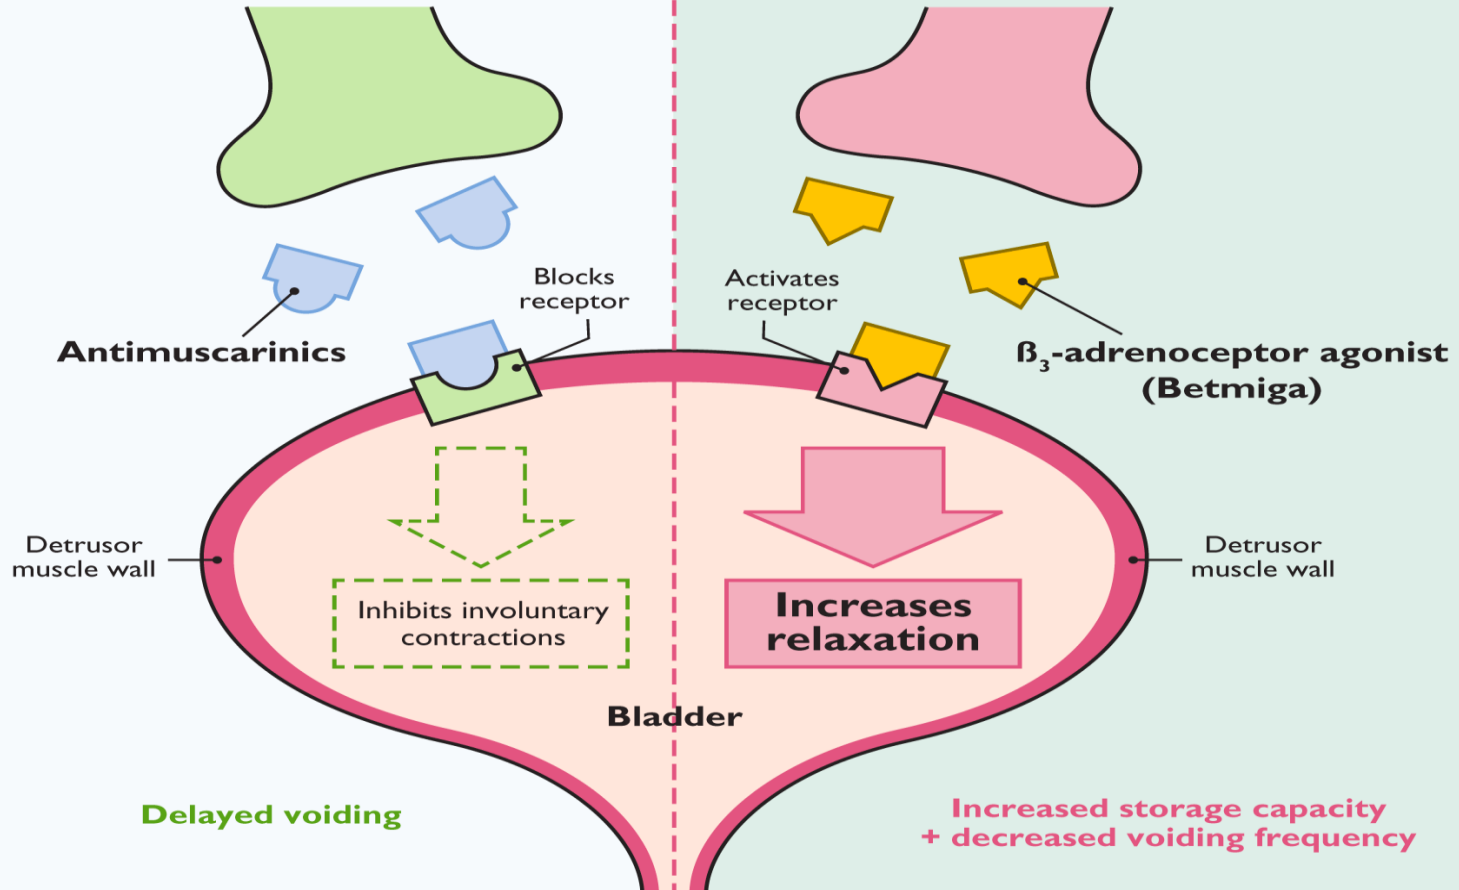 Blocks
receptor
Antimuscarinics
Activates
receptor
ß₃-adrenoceptor agonist
(Betmiga)
Detrusor
muscle wall
Inhibits involuntary
contractions
Increases
relaxation
Detrusor
muscle wall
Bladder
Delayed voiding
Increased storage capacity
+ decreased voiding frequency